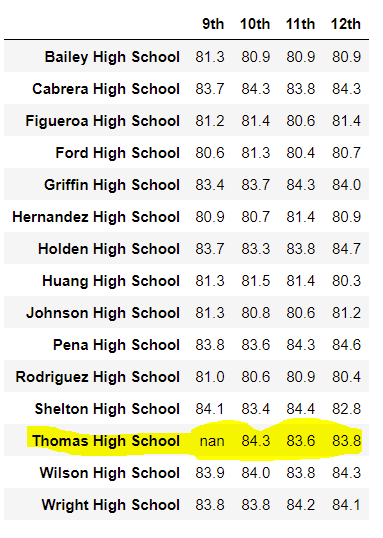 9th 10th 11th 12th
Bailey High School 81.3 80.9 80.9 80.9
Cabrera High School 83.7 84.3 83.8 84.3
Figueroa High School 81.2 81.4 80.6 81.4
Ford High School 80.6 81.3 80.4 80.7
Griffin High School 83.4 83.7 84.3 84.0
Hernandez High School 80.9 80.7 81.4 80.9
Holden High School 83.7 83.3 83.8 84.7
Huang High School 81.3 81.5 81.4 80.3
Johnson High School 81.3 80.8 80.6 81.2
Pena High School 83.8 83.6 84.3 84.6
Rodriguez High School 81.0 80.6 80.9 80.4
Shelton High School 84.1 83.4 84.4 82.8
Thomas High School nan 84.3 83.6 83.8
Wilson High School 83.9 84.0 83.8 84.3
Wright High School 83.8 83.8 84.2 84.1